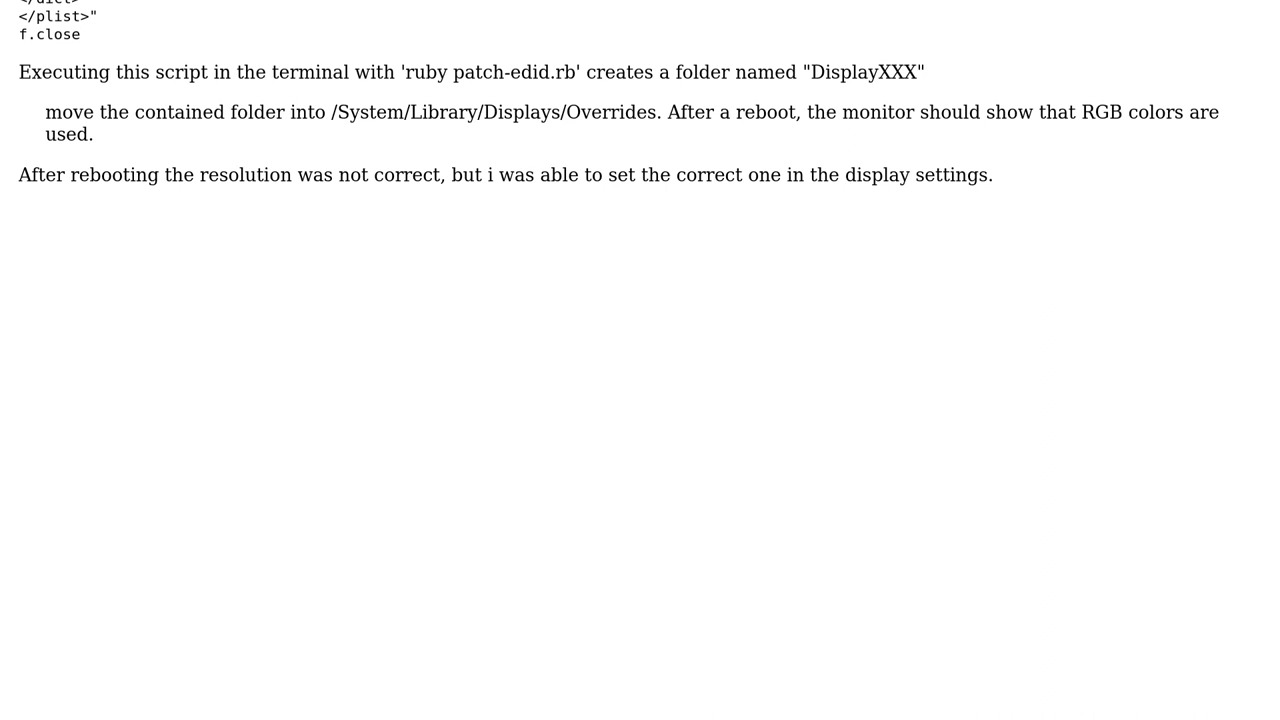 </dict>
</plist>"
f.close
Executing this script in the terminal with 'ruby patch-edid.rb' creates a folder named "DisplayXXX"
move the contained folder into /System/Library/Displays/Overrides. After a reboot, the monitor should show that RGB colors are
used.
After rebooting the resolution was not correct, but i was able to set the correct one in the display settings.